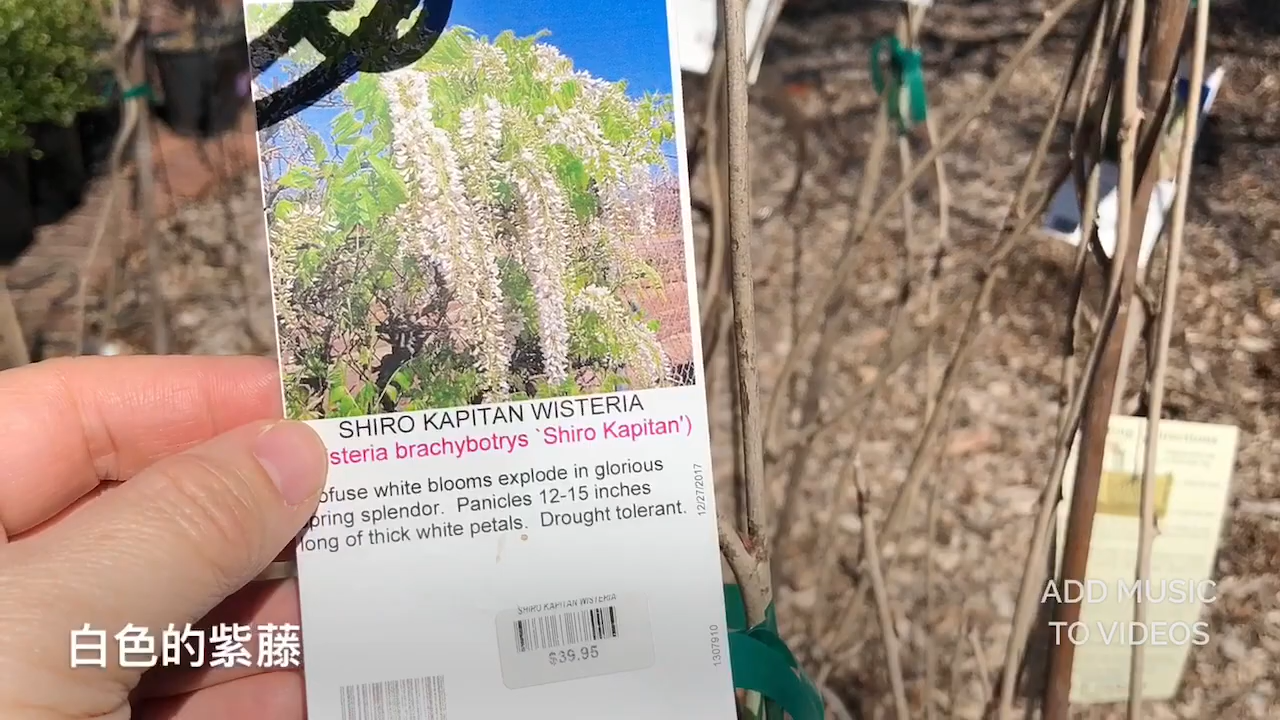 SHIRO KAPITAN WISTERIA
steria brachybotrys `Shiro Kapitan')
ofuse white blooms explode in glorious
pring splendor. Panicles 12-15 inches
long of thick white petals. Drought tolerant.
12/27/2017
SHIRO KAPITAN WISTERIA
$39.95
1307910
白色的紫藤
ADD MUSIC
TO VIDEOS